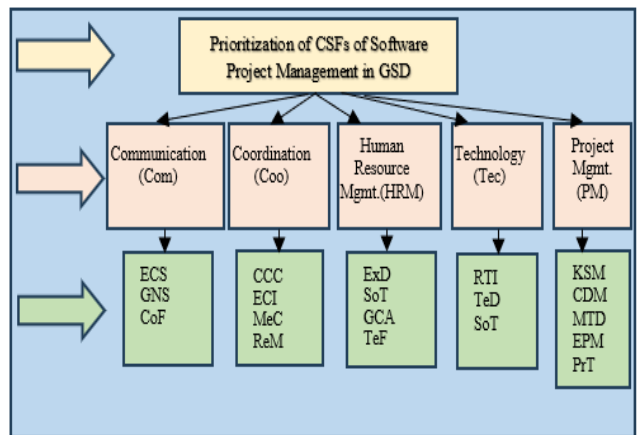 Prioritization of CSFs of Software
Project Management in GSD
Communication
(Com)
Coordination
(Coo)
Human
Resource
Mgmt.(HRM)
Technology
(Tec)
Project
Mgmt.
(PM)
ECS
GNS
CoF
CCC
ECI
MeC
ReM
ExD
SoT
GCA
TeF
RTI
TeD
SoT
KSM
CDM
MTD
EPM
PrT